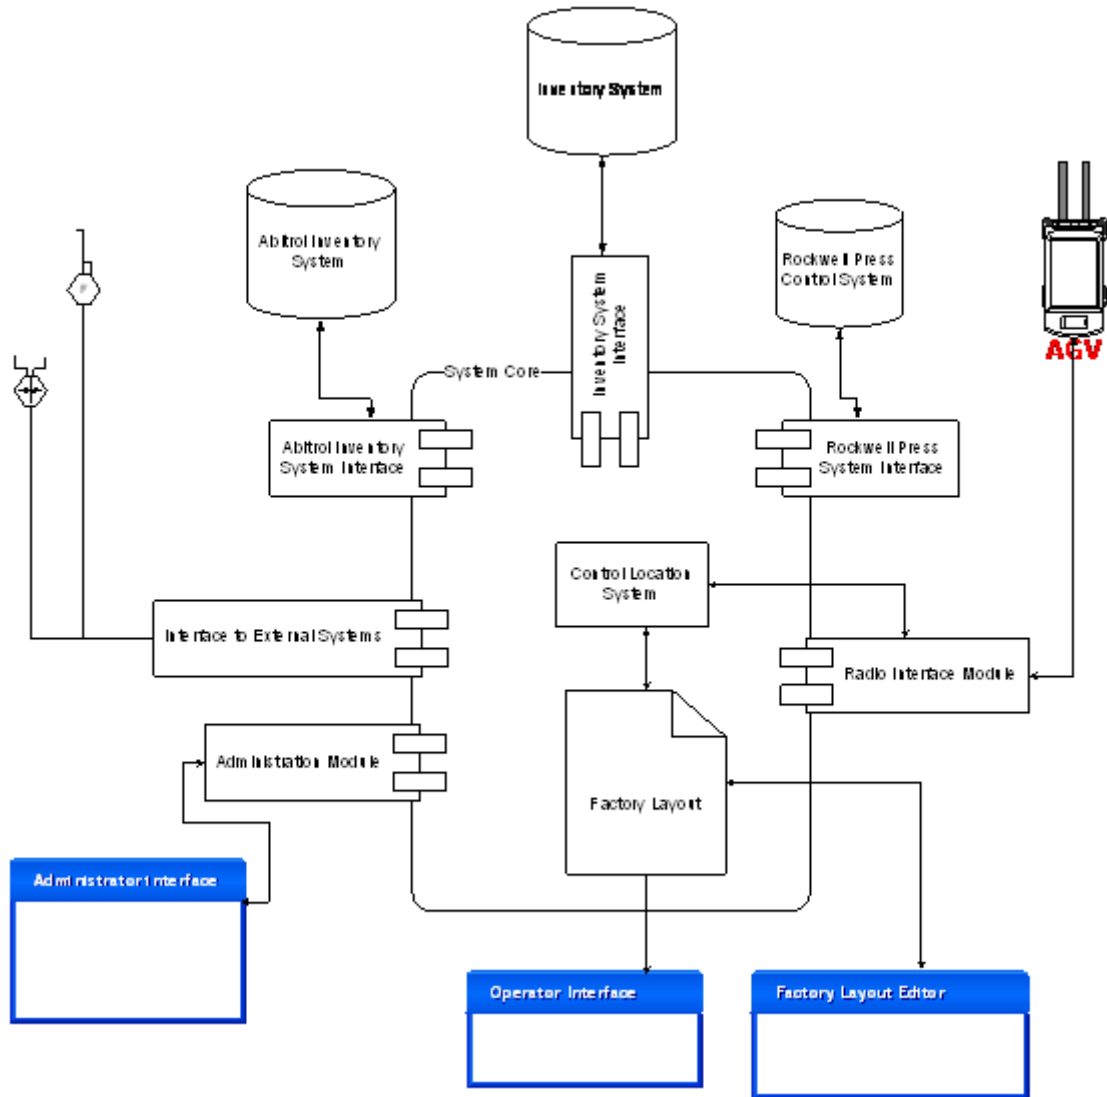 Inventory System
Abitrol Inventory
System
Rockwell Press
Control System
Inventory System
Interface
AGV
System Core
Abitrol Inventory
System Interface
Rockwell Press
System Interface
Control Location
System
Interface to External Systems
Radio Interface Module
Administration Module
Factory Layout
Administrator interface
Operator Interface
Factory Layout Editor